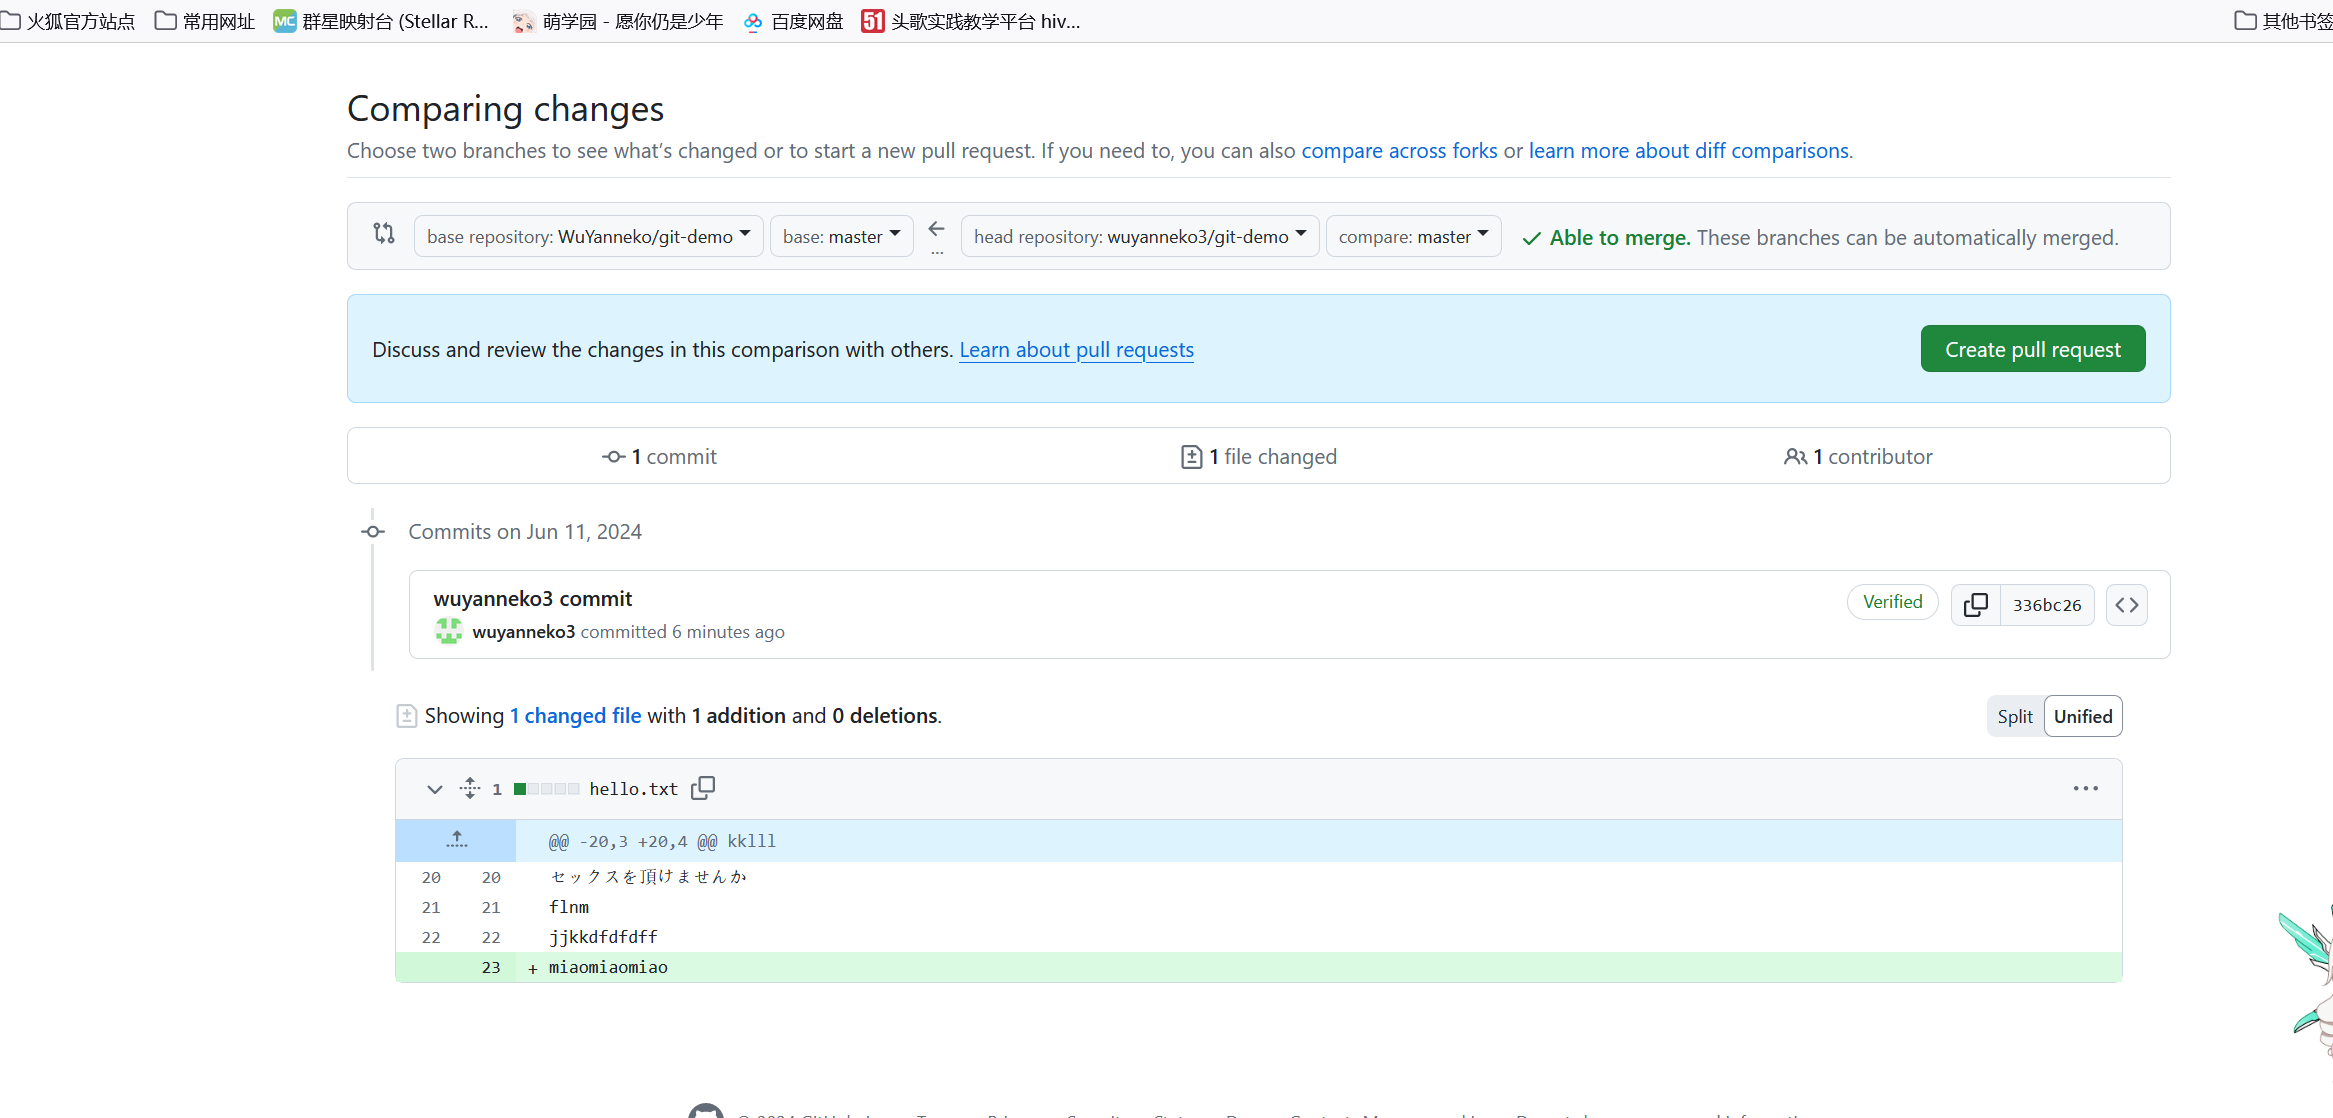 火狐官方站点 常用网址 MC 群星映射台 (Stellar R... 萌学园 - 愿你仍是少年 百度网盘 51 头歌实践教学平台 hiv... 其他书签
Comparing changes
Choose two branches to see what's changed or to start a new pull request. If you need to, you can also compare across forks or learn more about diff comparisons.
base repository: WuYanneko/git-demo base: master ... head repository: wuyanneko3/git-demo compare: master Able to merge. These branches can be automatically merged.
Discuss and review the changes in this comparison with others. Learn about pull requests Create pull request
1 commit 1 file changed 1 contributor
Commits on Jun 11, 2024
wuyanneko3 commit
wuyanneko3 committed 6 minutes ago
Verified 336bc26
Showing 1 changed file with 1 addition and 0 deletions. Split Unified
1 hello.txt
@@ -20,3 +20,4 @@ kklll
20 20 セックスを頂けませんか
21 21 flnm
22 22 jjkkdfdfdff
23 + miaomiaomiao